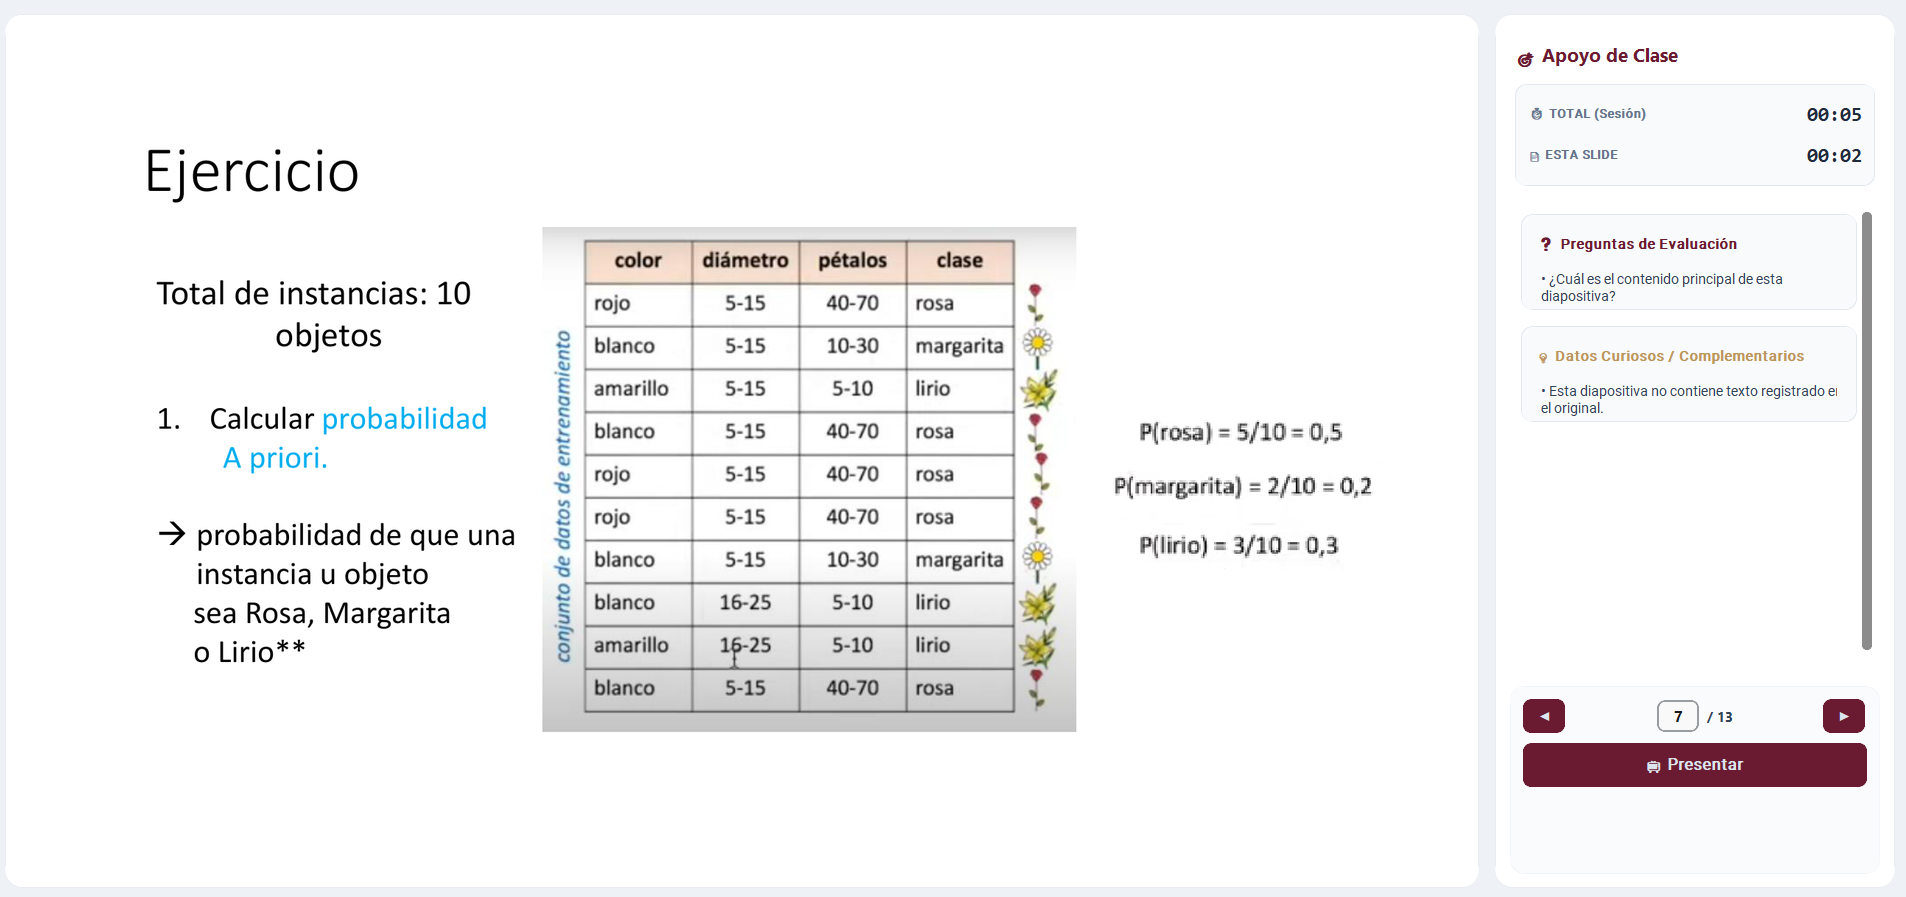 Ejercicio
Total de instancias: 10
objetos
1. Calcular probabilidad
A priori.
→ probabilidad de que una
instancia u objeto
sea Rosa, Margarita
o Lirio**
conjunto de datos de entrenamiento
color diámetro pétalos clase
rojo 5-15 40-70 rosa
blanco 5-15 10-30 margarita
amarillo 5-15 5-10 lirio
blanco 5-15 40-70 rosa
rojo 5-15 40-70 rosa
rojo 5-15 40-70 rosa
blanco 5-15 10-30 margarita
blanco 16-25 5-10 lirio
amarillo 16-25 5-10 lirio
blanco 5-15 40-70 rosa
P(rosa) = 5/10 = 0,5
P(margarita) = 2/10 = 0,2
P(lirio) = 3/10 = 0,3
Apoyo de Clase
TOTAL (Sesión) 00:05
ESTA SLIDE 00:02
? Preguntas de Evaluación
• ¿Cuál es el contenido principal de esta
diapositiva?
Datos Curiosos / Complementarios
• Esta diapositiva no contiene texto registrado en
el original.
◄ 7 / 13 ►
Presentar